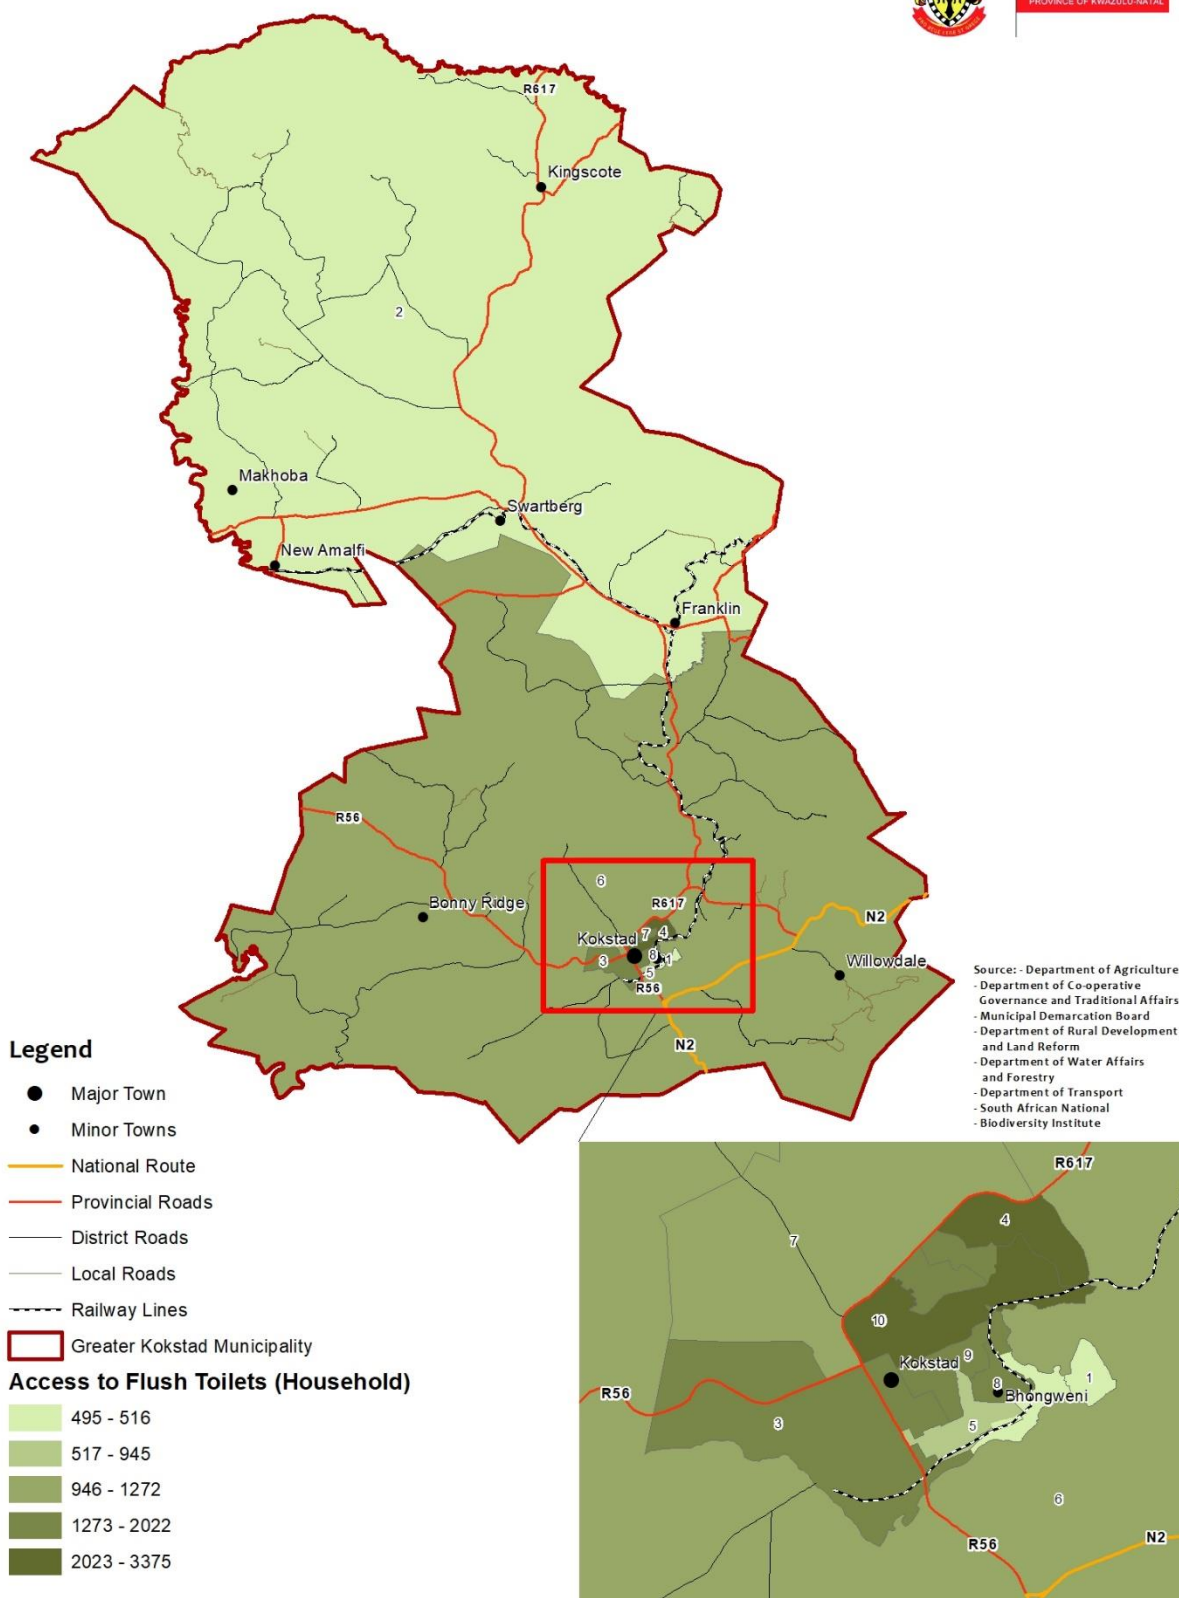 PROVINCE OF KWAZULU-NATAL
R617
Kingscote
2
Makhoba
Swartberg
New Amalfi
Franklin
R56
6
Bonny Ridge
R617
N2
7
4
Kokstad
8
3
1
Willowdale
5
R56
N2
Source: - Department of Agriculture
- Department of Co-operative
Governance and Traditional Affairs
- Municipal Demarcation Board
- Department of Rural Development
and Land Reform
- Department of Water Affairs
and Forestry
- Department of Transport
- South African National
- Biodiversity Institute
Legend
Major Town
Minor Towns
National Route
Provincial Roads
District Roads
Local Roads
Railway Lines
Greater Kokstad Municipality
Access to Flush Toilets (Household)
495 - 516
517 - 945
946 - 1272
1273 - 2022
2023 - 3375
R617
4
7
10
9
Kokstad
1
8
Bhongweni
R56
3
5
6
R56
N2